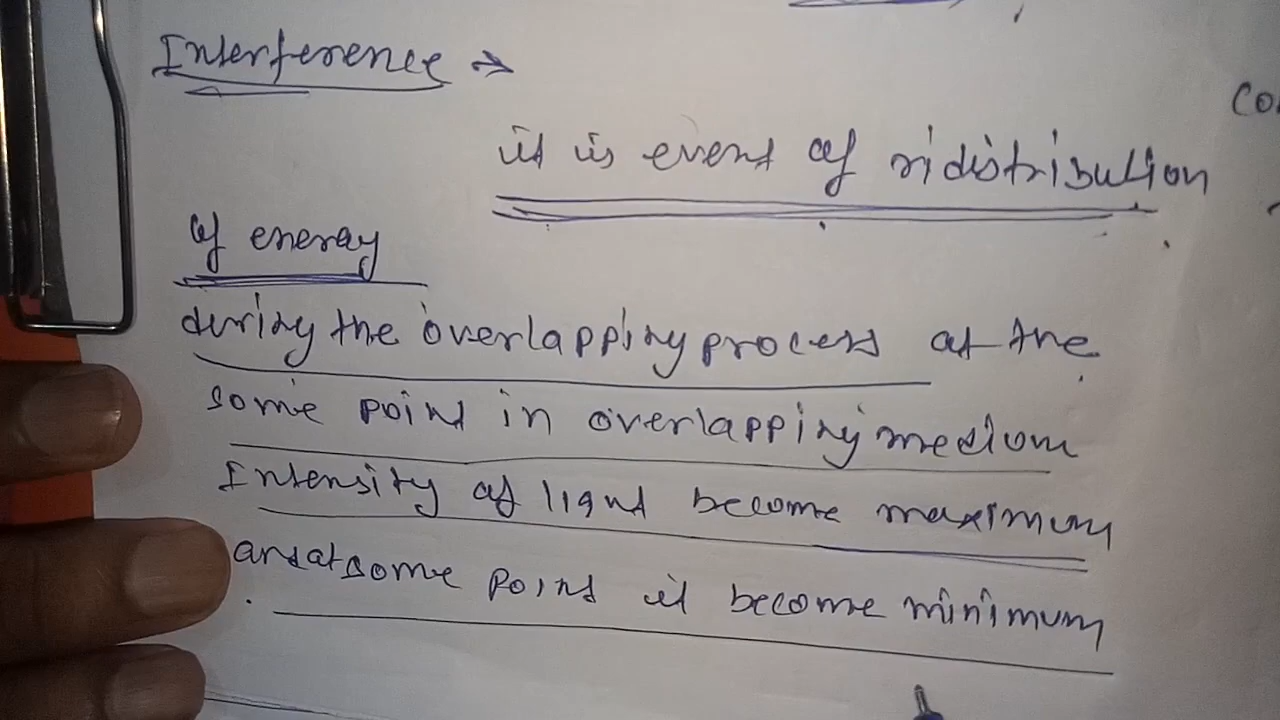 Interference →
it is event of ridistribution
of energy
during the overlapping process at the
some point in overlapping medium
Intensity of light become maximum
and at some point it become minimum
co